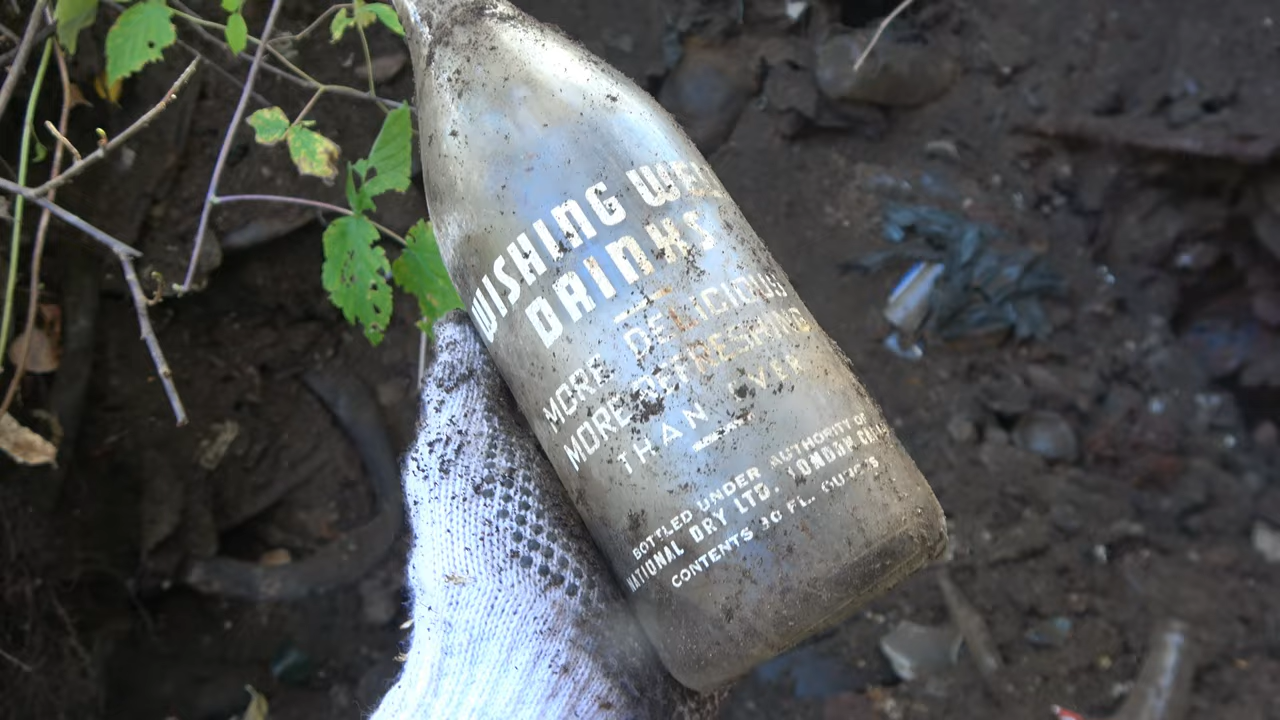 WISHING WE
DRINKS
MORE DELICIOUS
MORE REFRESHING
THAN EVER
BOTTLED UNDER AUTHORITY OF
NATIONAL DRY LTD. LONDON
CONTENTS 30 FL. OUNCES